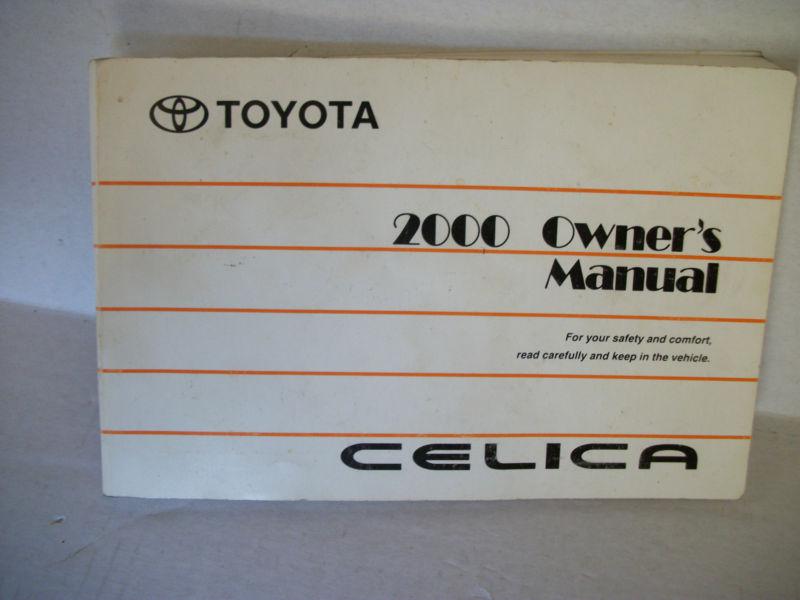 TOYOTA
2000 Owner's
Manual
For your safety and comfort,
read carefully and keep in the vehicle.
CELICA